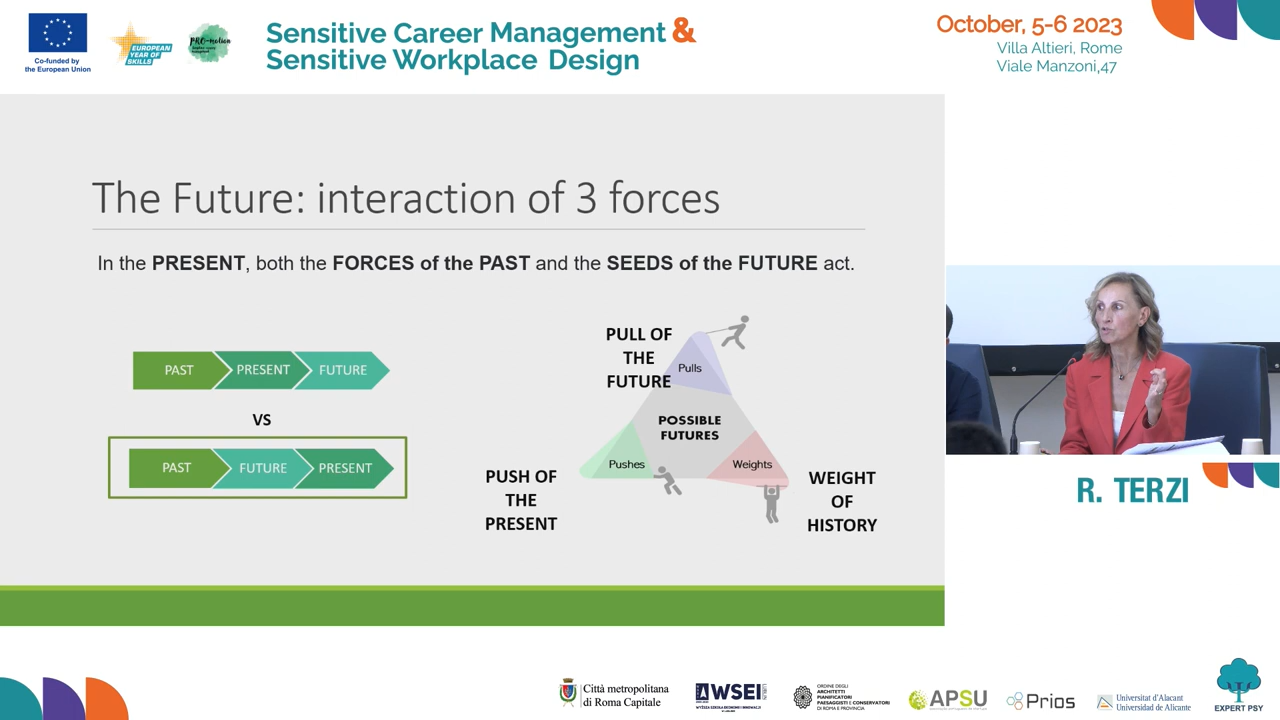 Co-funded by
the European Union
EUROPEAN
YEAR OF
SKILLS
PRO-motion
Sensitive Career Management &
Sensitive Workplace Design
October, 5-6 2023
Villa Altieri, Rome
Viale Manzoni,47
The Future: interaction of 3 forces
In the PRESENT, both the FORCES of the PAST and the SEEDS of the FUTURE act.
PAST
PRESENT
FUTURE
VS
PAST
FUTURE
PRESENT
PULL OF
THE
FUTURE
Pulls
POSSIBLE
FUTURES
Pushes
Weights
PUSH OF
THE
PRESENT
WEIGHT
OF
HISTORY
R. TERZI
Città metropolitana
di Roma Capitale
WSEI
LUBLIN
ORDINE DEGLI
ARCHITETTI
PIANIFICATORI
PAESAGGISTI E CONSERVATORI
DI ROMA E PROVINCIA
APSU
Prios
Universitat d'Alacant
Universidad de Alicante
EXPERT PSY